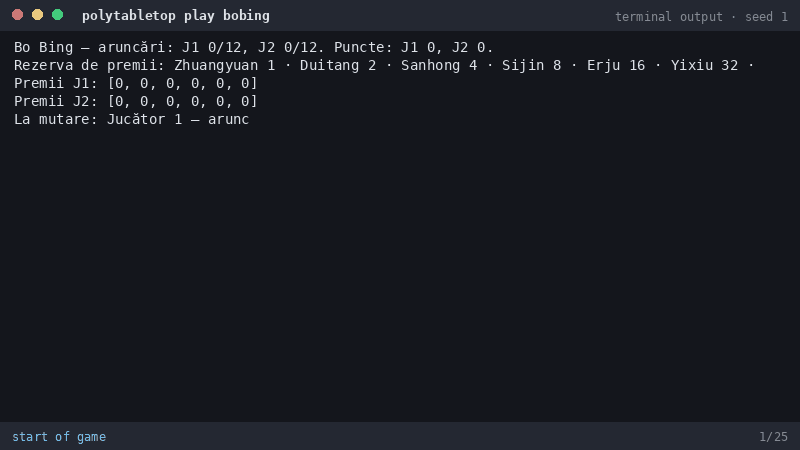 polytabletop play bobing
terminal output · seed 1
Bo Bing — aruncări: J1 0/12, J2 0/12. Puncte: J1 0, J2 0.
Rezerva de premii: Zhuangyuan 1 · Duitang 2 · Sanhong 4 · Sijin 8 · Erju 16 · Yixiu 32 ·
Premii J1: [0, 0, 0, 0, 0, 0]
Premii J2: [0, 0, 0, 0, 0, 0]
La mutare: Jucător 1 — arunc
start of game
1/25